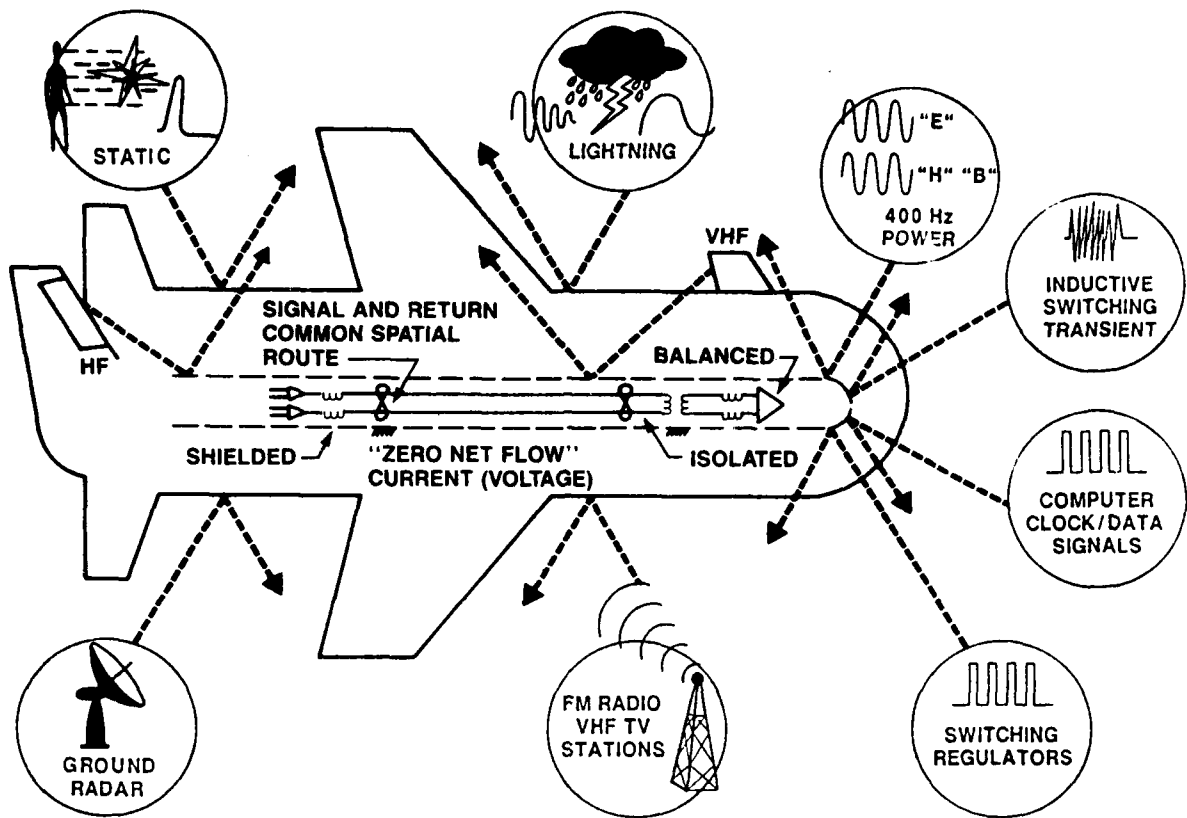 STATIC
LIGHTNING
"E"
"H" "B"
400 Hz
POWER
VHF
INDUCTIVE
SWITCHING
TRANSIENT
SIGNAL AND RETURN
COMMON SPATIAL
ROUTE
HF
BALANCED
SHIELDED
"ZERO NET FLOW"
CURRENT (VOLTAGE)
ISOLATED
COMPUTER
CLOCK/DATA
SIGNALS
GROUND
RADAR
FM RADIO
VHF TV
STATIONS
SWITCHING
REGULATORS